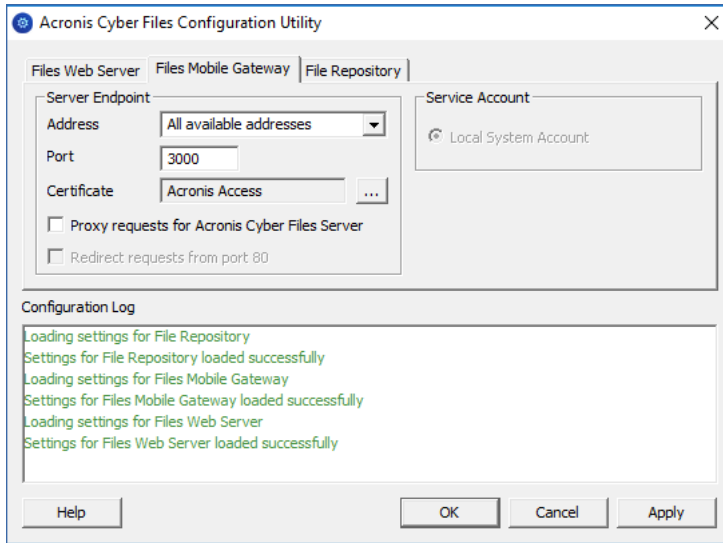 Acronis Cyber Files Configuration Utility
Files Web Server Files Mobile Gateway File Repository
Server Endpoint
Address All available addresses
Port 3000
Certificate Acronis Access ...
Proxy requests for Acronis Cyber Files Server
Redirect requests from port 80
Service Account
Local System Account
Configuration Log
Loading settings for File Repository
Settings for File Repository loaded successfully
Loading settings for Files Mobile Gateway
Settings for Files Mobile Gateway loaded successfully
Loading settings for Files Web Server
Settings for Files Web Server loaded successfully
Help OK Cancel Apply